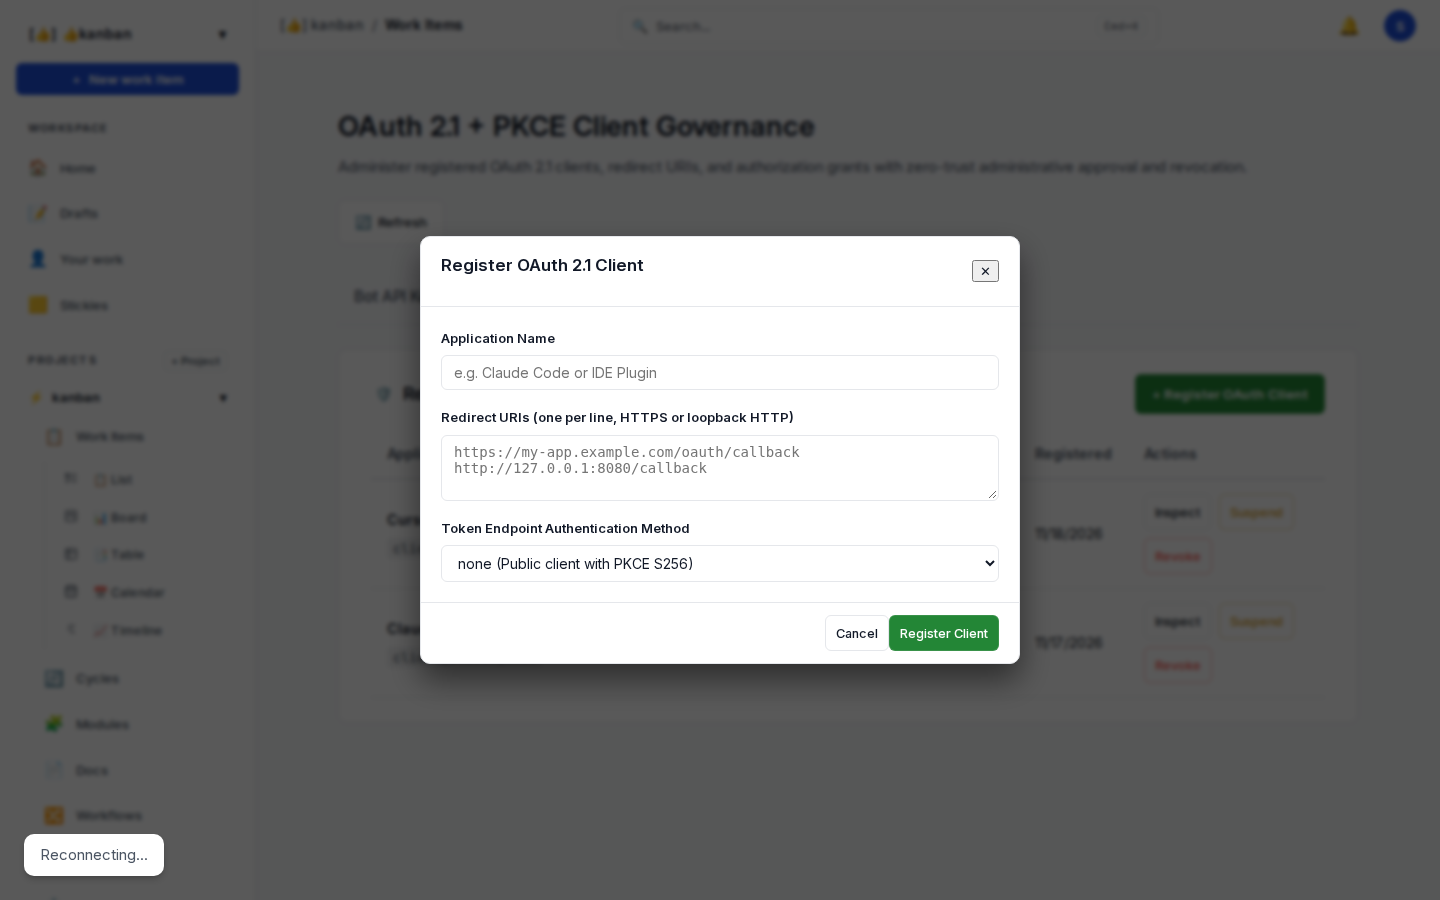 [👍] 👍kanban ▾
+ New work item
WORKSPACE
🏠 Home
📝 Drafts
👤 Your work
🟨 Stickies
PROJECTS + Project
⚡ kanban ▾
📋 Work Items
📋 List
📊 Board
Table
📅 Calendar
📈 Timeline
🔄 Cycles
🧩 Modules
📄 Docs
🔀 Workflows
Reconnecting...
[👍] kanban / Work Items
🔍 Search... Cmd+K
🔔
OAuth 2.1 + PKCE Client Governance
Administer registered OAuth 2.1 clients, redirect URIs, and authorization grants with zero-trust administrative approval and revocation.
🔄 Refresh
Bot API
+ Register OAuth Client
Registered Actions
11/18/2026 Inspect Suspend
Revoke
11/17/2026 Inspect Suspend
Revoke
Register OAuth 2.1 Client ✕
Application Name
e.g. Claude Code or IDE Plugin
Redirect URIs (one per line, HTTPS or loopback HTTP)
https://my-app.example.com/oauth/callback
http://127.0.0.1:8080/callback
Token Endpoint Authentication Method
none (Public client with PKCE S256)
Cancel Register Client